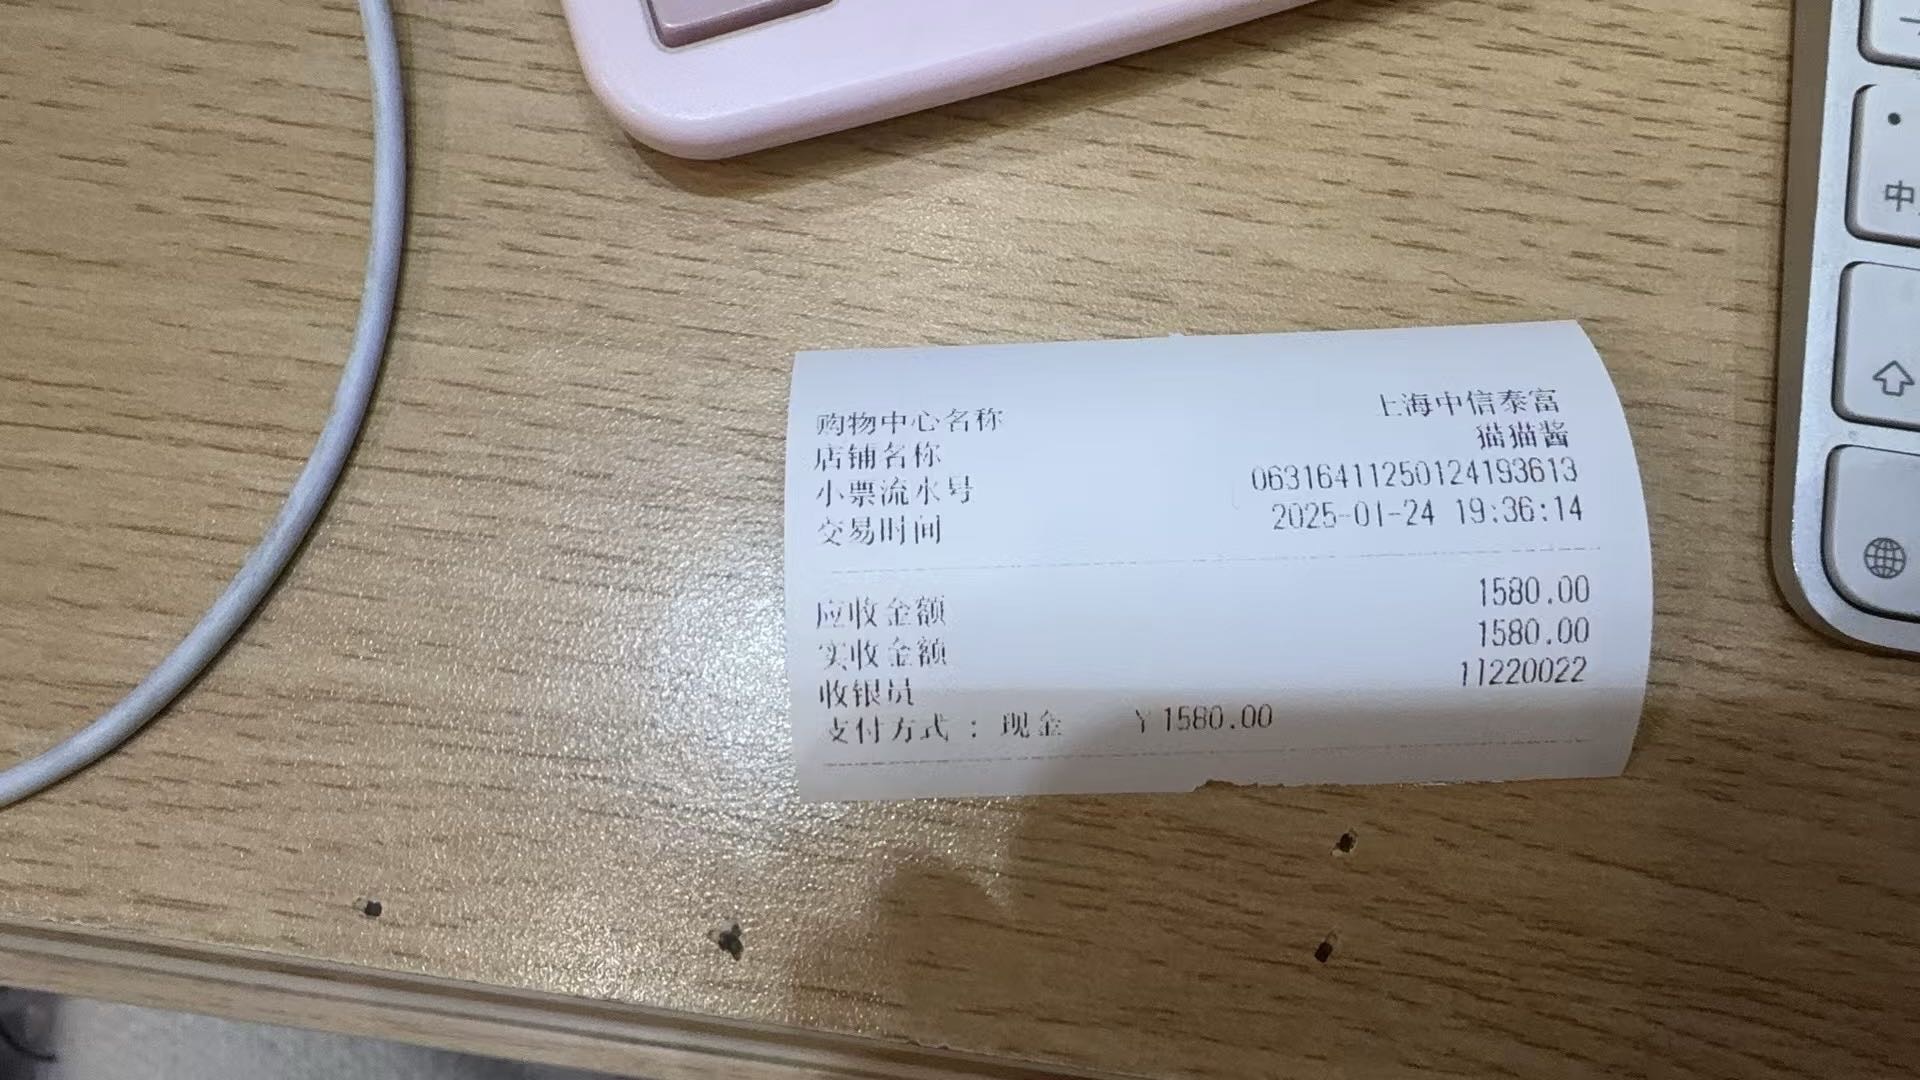 购物中心名称 上海中信泰富
店铺名称 猫猫酱
小票流水号 06316411250124193613
交易时间 2025-01-24 19:36:14
应收金额 1580.00
实收金额 1580.00
收银员 11220022
支付方式 : 现金 ￥1580.00
中